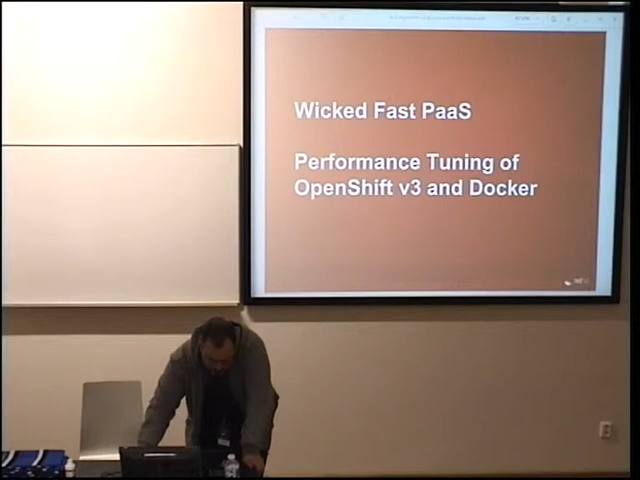 Wicked Fast PaaS
Performance Tuning of
OpenShift v3 and Docker